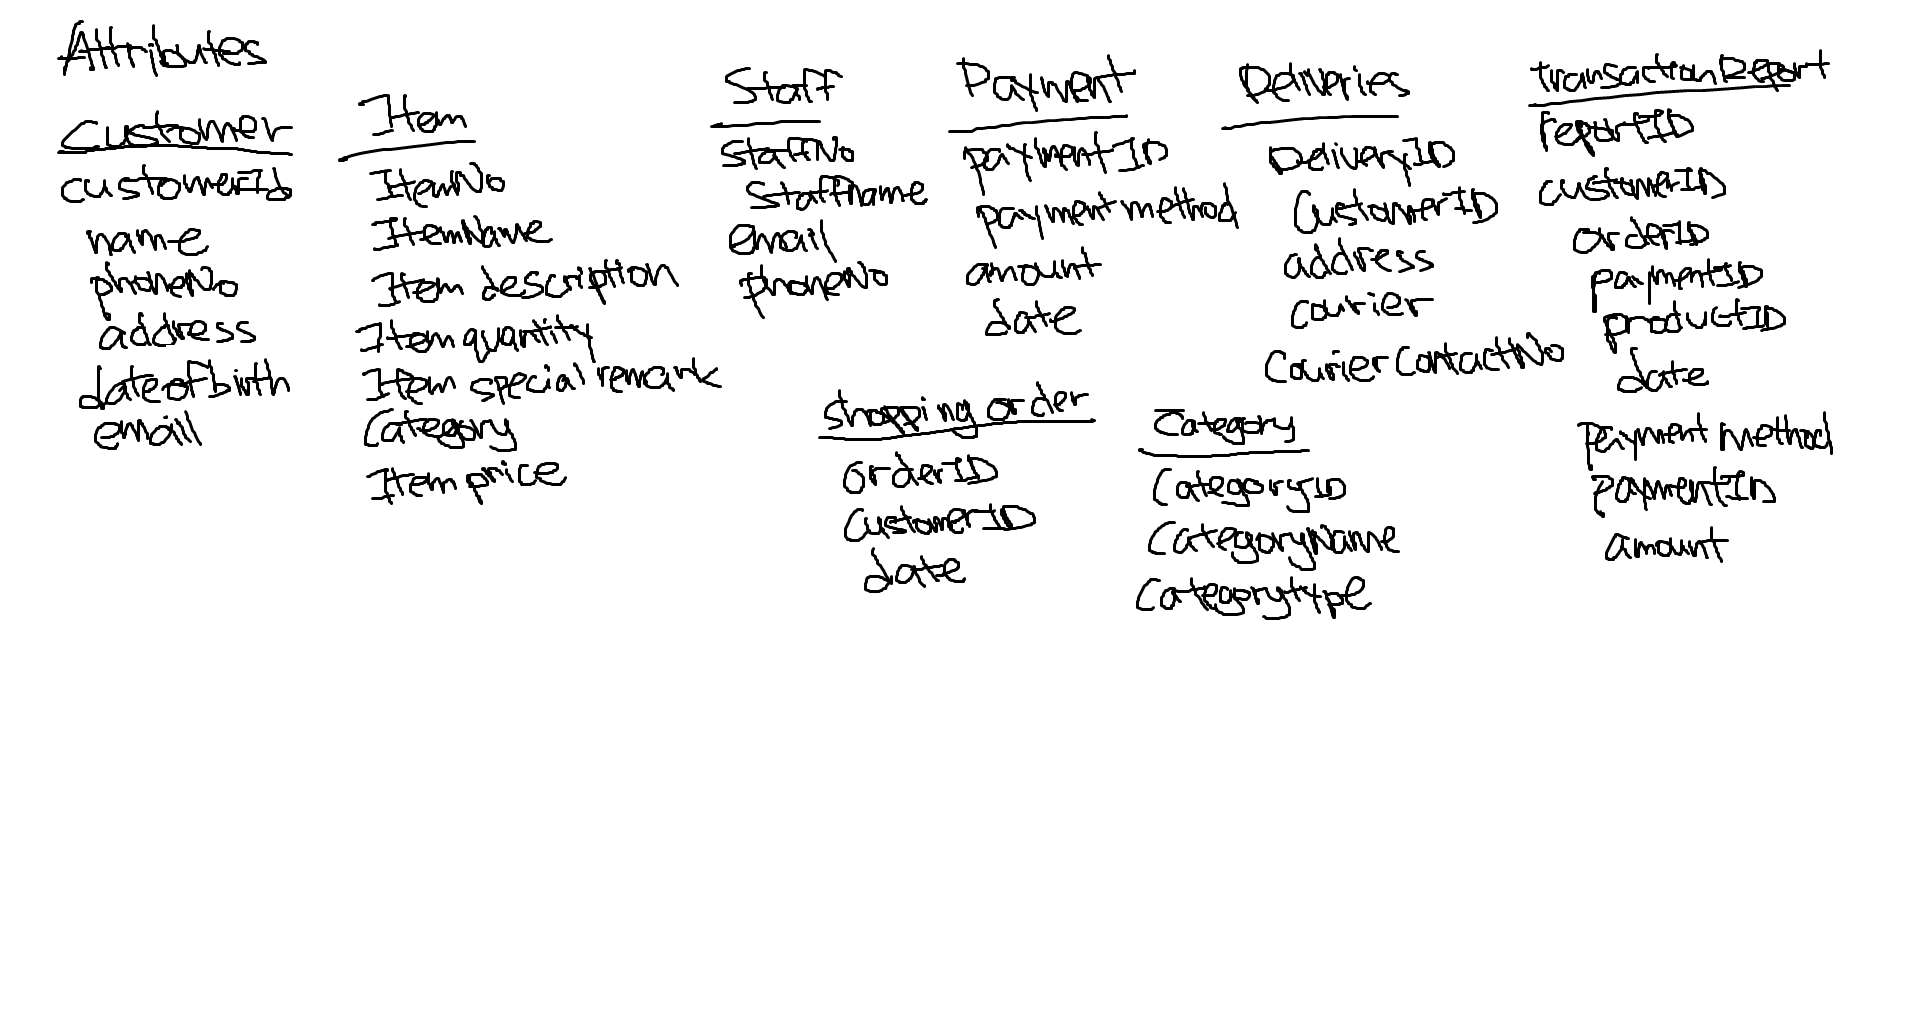 Attributes
Customer
customerId
name
phoneNo
address
dateofbirth
email
Item
ItemNo
ItemName
Item description
Item quantity
Item special remark
Category
Item price
Staff
StaffNo
Staffname
email
phoneNo
Payment
paymentID
payment method
amount
date
Deliveries
DeliveryID
CustomerID
address
courier
Courier ContactNo
shopping order
orderID
CustomerID
date
Category
CategoryID
CategoryName
Categorytype
transactionReport
reportID
customerID
orderID
paymentID
productID
date
Payment method
paymentID
amount